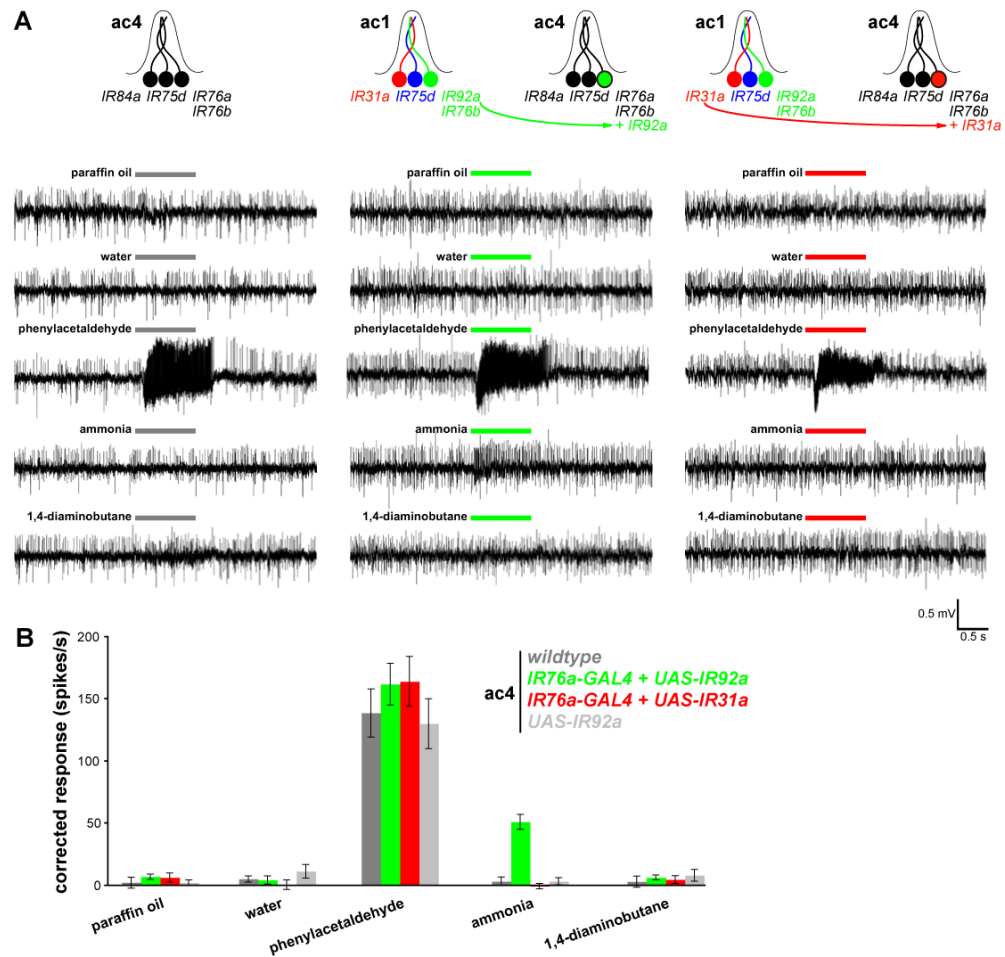 A
ac4
ac1
ac4
ac1
ac4
IR84a IR75d IR76a
IR76b
IR31a IR75d IR92a
IR76b
IR84a IR75d IR76a
IR76b
+ IR92a
IR31a IR75d IR92a
IR76b
IR84a IR75d IR76a
IR76b
+ IR31a
paraffin oil
paraffin oil
paraffin oil
water
water
water
phenylacetaldehyde
phenylacetaldehyde
phenylacetaldehyde
ammonia
ammonia
ammonia
1,4-diaminobutane
1,4-diaminobutane
1,4-diaminobutane
0.5 mV
0.5 s
B
corrected response (spikes/s)
200
150
100
50
0
ac4
wildtype
IR76a-GAL4 + UAS-IR92a
IR76a-GAL4 + UAS-IR31a
UAS-IR92a
paraffin oil
water
phenylacetaldehyde
ammonia
1,4-diaminobutane